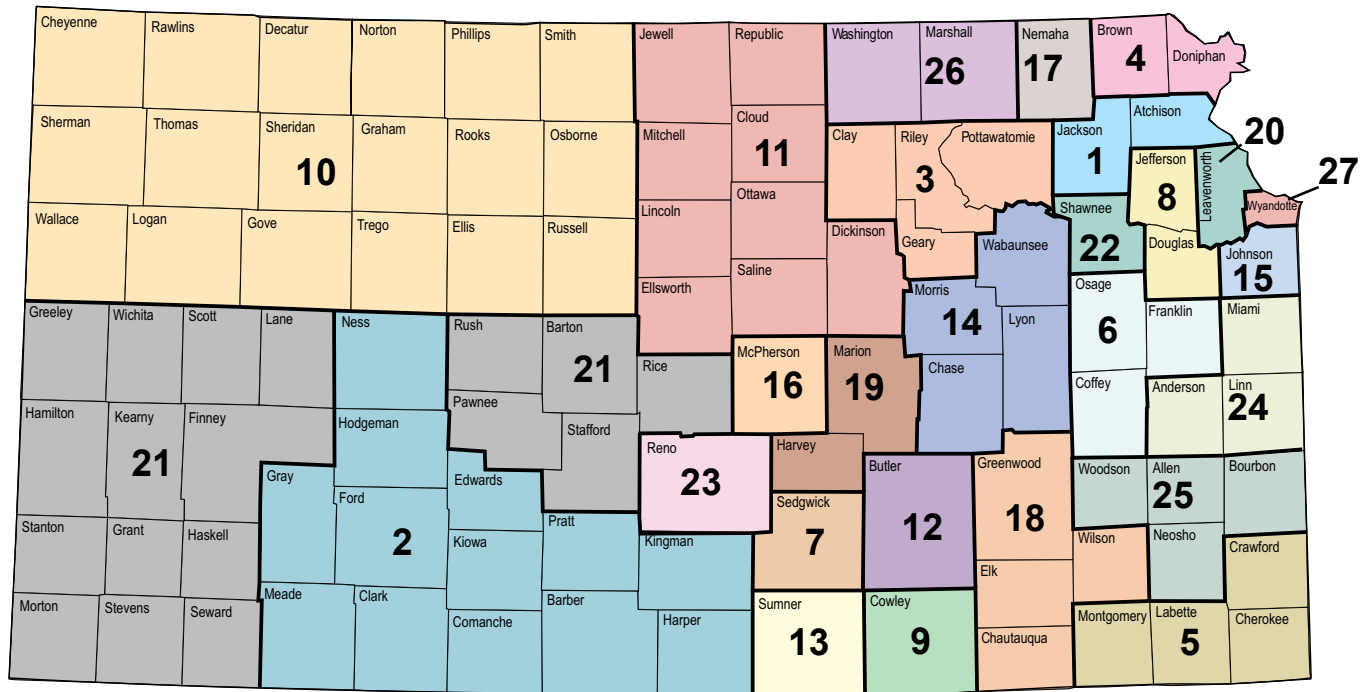 Cheyenne
Rawlins
Decatur
Norton
Phillips
Smith
Jewell
Republic
Washington
Marshall
Nemaha
Brown
Doniphan
26
17
4
Sherman
Thomas
Sheridan
Graham
Rooks
Osborne
Mitchell
Cloud
Clay
Riley
Pottawatomie
Jackson
Atchison
10
11
3
1
Jefferson
8
Leavenworth
20
27
Wyandotte
Wallace
Logan
Gove
Trego
Ellis
Russell
Lincoln
Ottawa
Dickinson
Geary
Wabaunsee
Shawnee
22
Douglas
Johnson
15
Ellsworth
Saline
Morris
14
Lyon
Osage
6
Franklin
Miami
Greeley
Wichita
Scott
Lane
Ness
Rush
Barton
21
Rice
McPherson
16
Marion
19
Chase
Coffey
Anderson
Linn
24
Hamilton
Kearny
21
Finney
Hodgeman
Pawnee
Stafford
Reno
23
Harvey
Butler
12
Greenwood
18
Woodson
Allen
25
Bourbon
Gray
Ford
2
Edwards
Kiowa
Pratt
Kingman
Sedgwick
7
Stanton
Grant
Haskell
Wilson
Neosho
Crawford
Elk
Morton
Stevens
Seward
Meade
Clark
Comanche
Barber
Harper
Sumner
13
Cowley
9
Chautauqua
Montgomery
Labette
5
Cherokee